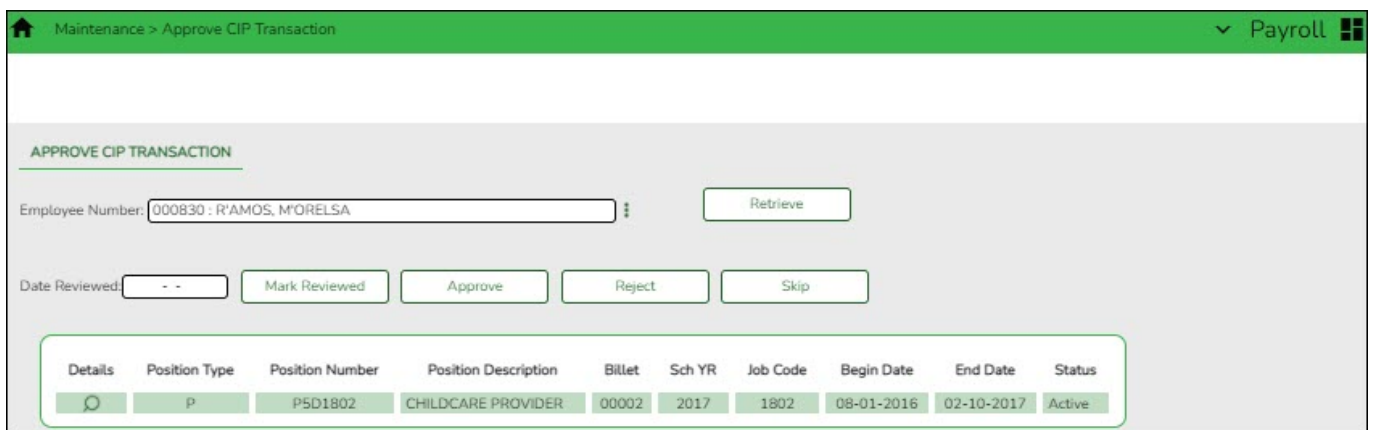 Maintenance > Approve CIP Transaction Payroll
APPROVE CIP TRANSACTION
Employee Number: 000830 : R'AMOS, M'ORELSA Retrieve
Date Reviewed: - - Mark Reviewed Approve Reject Skip
Details Position Type Position Number Position Description Billet Sch YR Job Code Begin Date End Date Status
P P5D1802 CHILDCARE PROVIDER 00002 2017 1802 08-01-2016 02-10-2017 Active